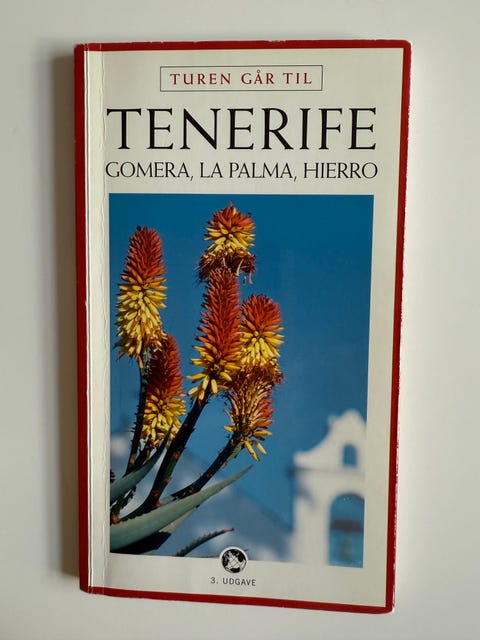 TUREN GÅR TIL
TENERIFE
GOMERA, LA PALMA, HIERRO
3. UDGAVE